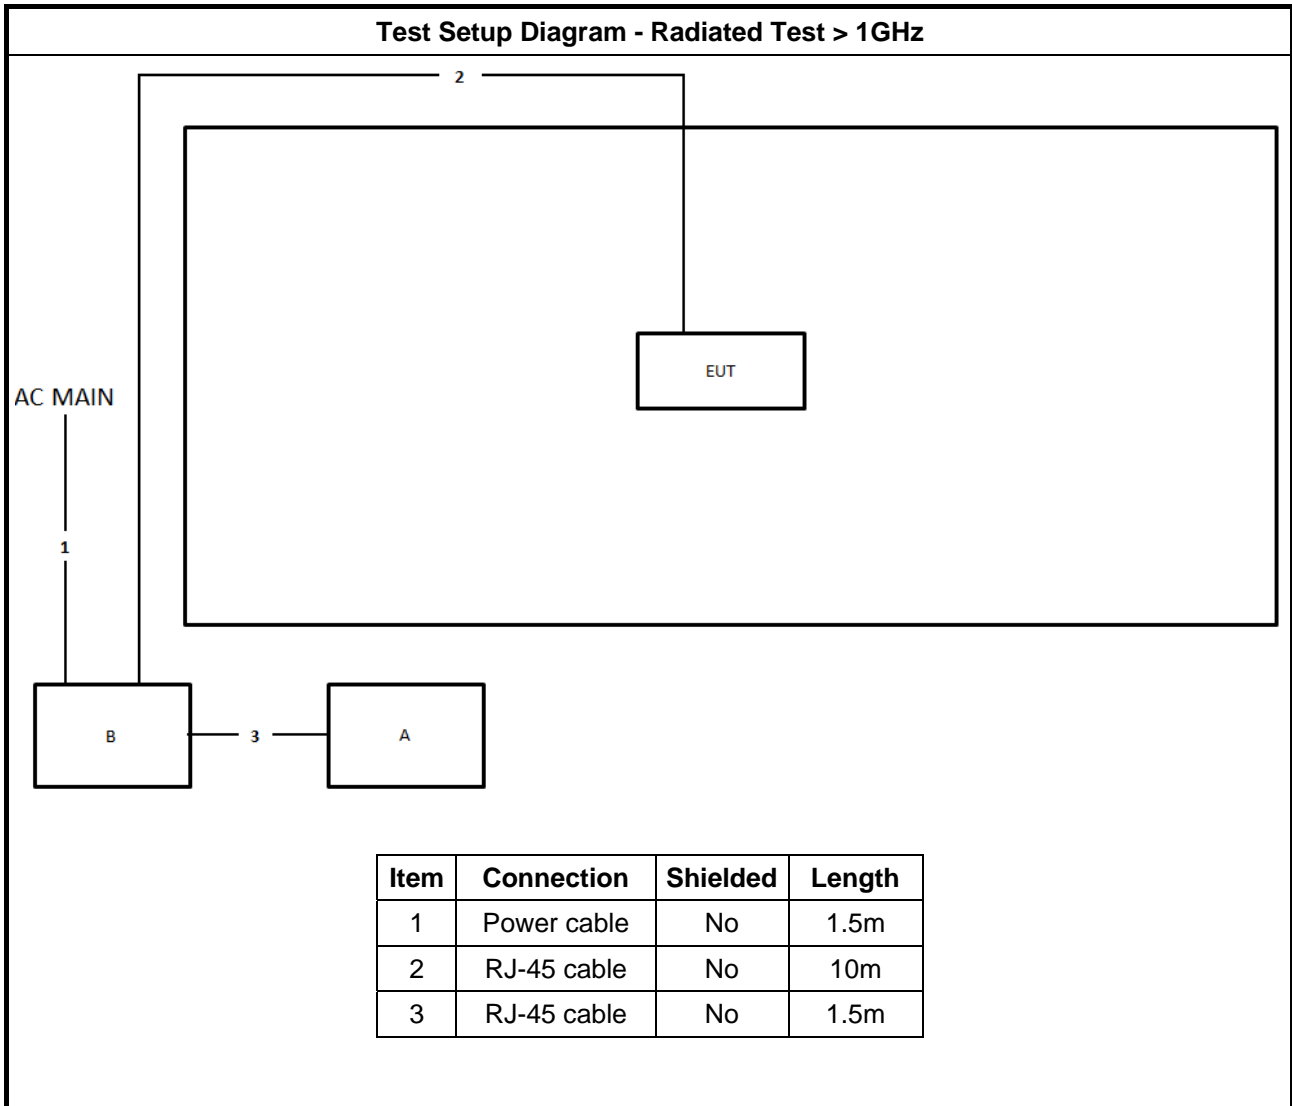 Test Setup Diagram - Radiated Test > 1GHz
2
EUT
AC MAIN
1
B
3
A
Item Connection Shielded Length
1 Power cable No 1.5m
2 RJ-45 cable No 10m
3 RJ-45 cable No 1.5m